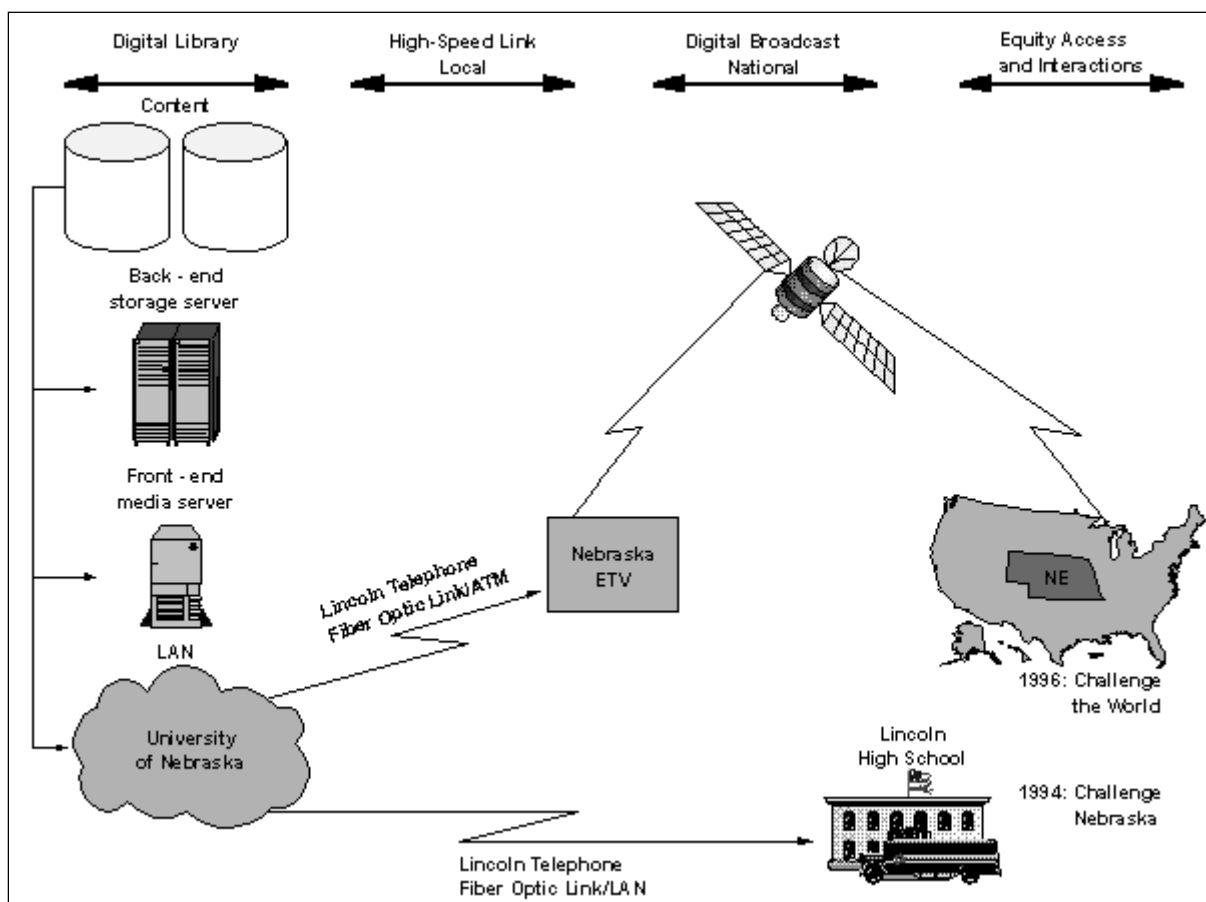 Digital Library
High-Speed Link
Local
Digital Broadcast
National
Equity Access
and Interactions
Content
Back - end
storage server
Front - end
media server
LAN
University
of Nebraska
Lincoln Telephone
Fiber Optic Link/ATM
Nebraska
ETV
NE
1996: Challenge
the World
Lincoln
High School
1994: Challenge
Nebraska
Lincoln Telephone
Fiber Optic Link/LAN